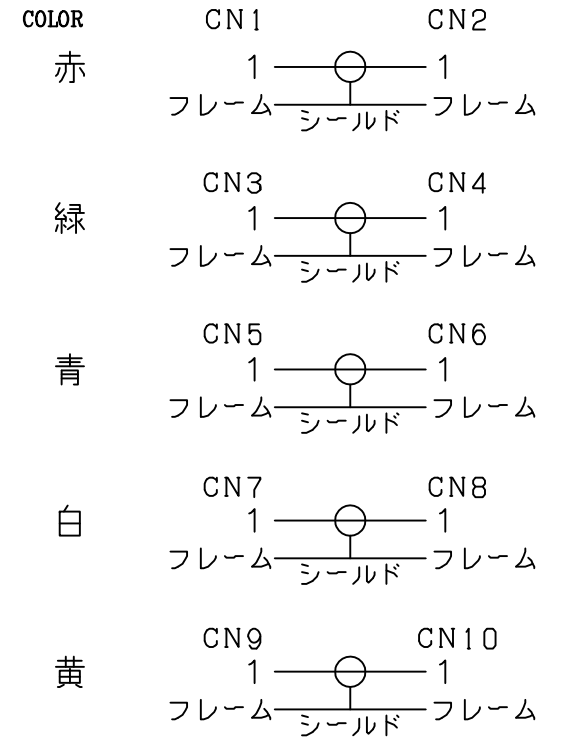 COLOR CN1 CN2
赤 1 1
フレーム シールド フレーム
CN3 CN4
緑 1 1
フレーム シールド フレーム
CN5 CN6
青 1 1
フレーム シールド フレーム
CN7 CN8
白 1 1
フレーム シールド フレーム
CN9 CN10
黄 1 1
フレーム シールド フレーム